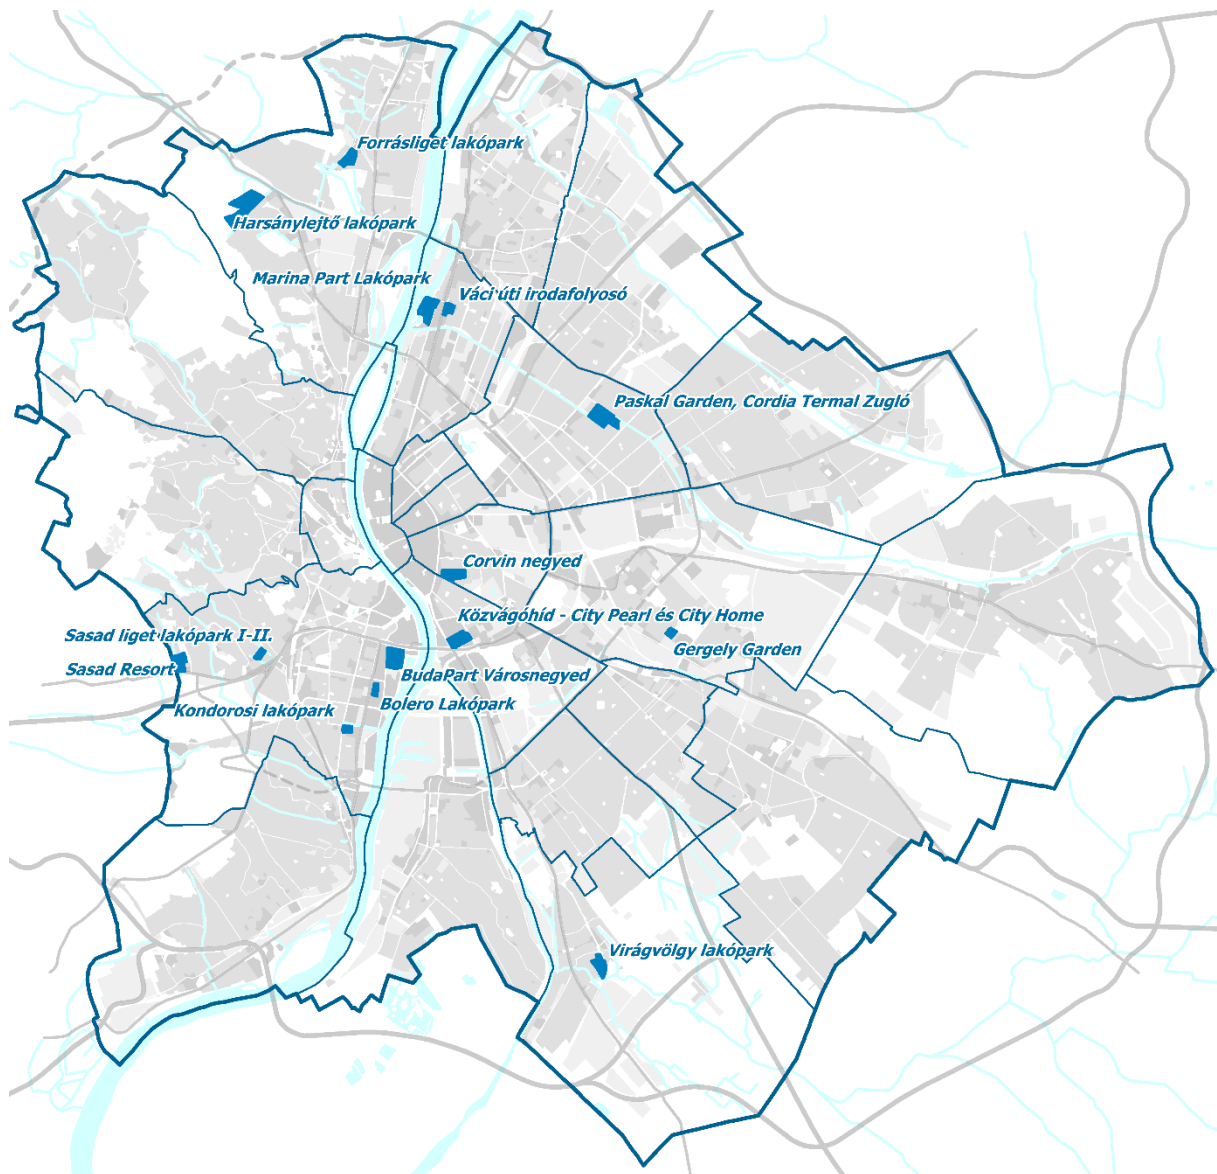 Forrásliget lakópark
Harsánylejtő lakópark
Marina Part Lakópark
Váci úti irodafolyosó
Paskál Garden, Cordia Termal Zugló
Corvin negyed
Közvágóhíd - City Pearl és City Home
Sasad liget lakópark I-II.
Gergely Garden
Sasad Resort
BudaPart Városnegyed
Bolero Lakópark
Kondorosi lakópark
Virágvölgy lakópark